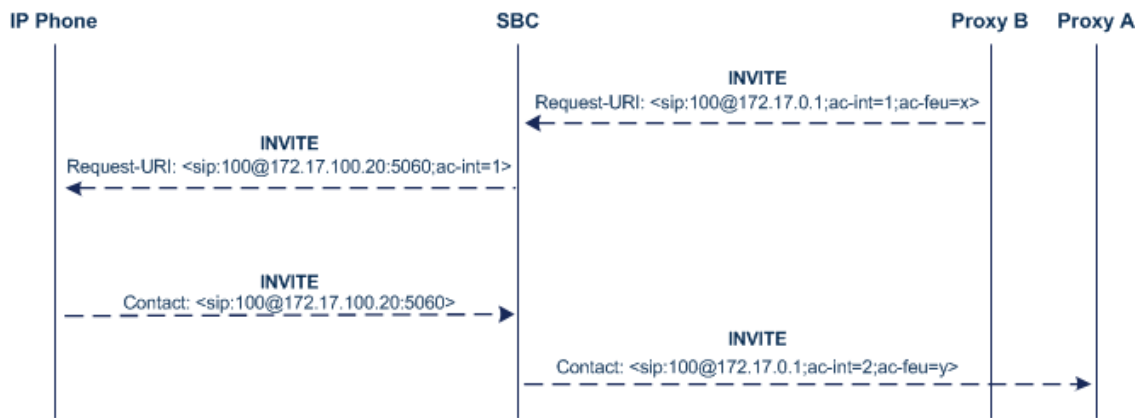 IP Phone
SBC
Proxy B
Proxy A
INVITE
Request-URI: <sip:100@172.17.0.1;ac-int=1;ac-feu=x>
INVITE
Request-URI: <sip:100@172.17.100.20:5060;ac-int=1>
INVITE
Contact: <sip:100@172.17.100.20:5060>
INVITE
Contact: <sip:100@172.17.0.1;ac-int=2;ac-feu=y>